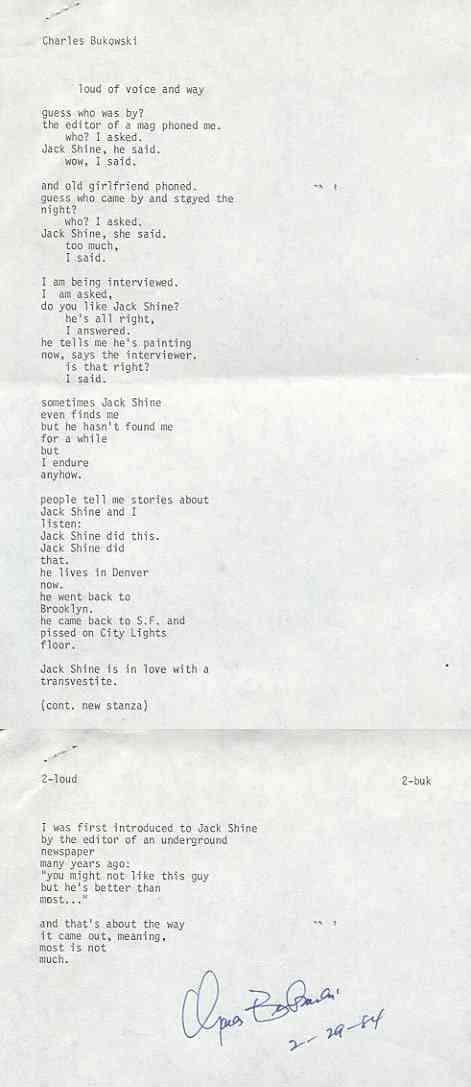 Charles Bukowski
loud of voice and way
guess who was by?
the editor of a mag phoned me.
who? I asked.
Jack Shine, he said.
wow, I said.
and old girlfriend phoned.
guess who came by and stayed the
night?
who? I asked.
Jack Shine, she said.
too much,
I said.
I am being interviewed.
I am asked,
do you like Jack Shine?
he's all right,
I answered.
he tells me he's painting
now, says the interviewer.
is that right?
I said.
sometimes Jack Shine
even finds me
but he hasn't found me
for a while
but
I endure
anyhow.
people tell me stories about
Jack Shine and I
listen:
Jack Shine did this.
Jack Shine did
that.
he lives in Denver
now.
he went back to
Brooklyn.
he came back to S.F. and
pissed on City Lights
floor.
Jack Shine is in love with a
transvestite.
(cont. new stanza)
2-loud 2-buk
I was first introduced to Jack Shine
by the editor of an underground
newspaper
many years ago:
"you might not like this guy
but he's better than
most..."
and that's about the way
it came out, meaning,
most is not
much.
Charles Bukowski
2-29-84